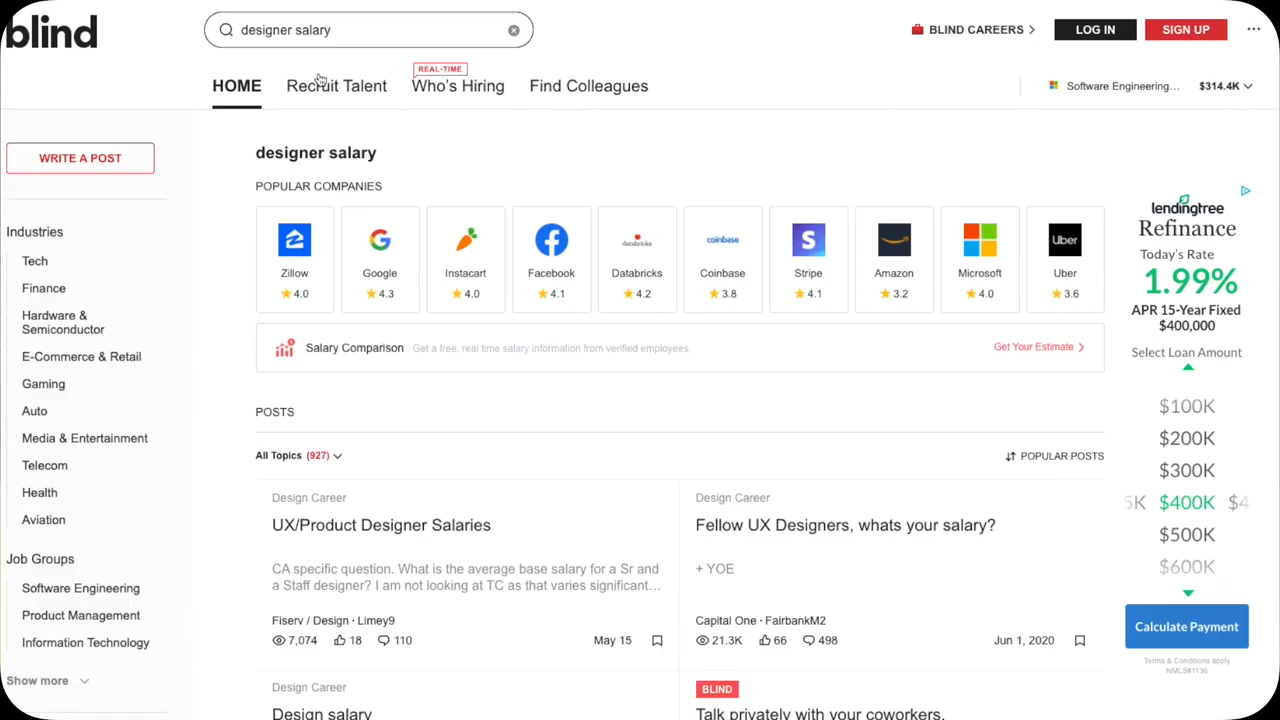 blind
designer salary
BLIND CAREERS
LOG IN
SIGN UP
HOME
Recruit Talent
REAL-TIME
Who's Hiring
Find Colleagues
Software Engineering...
$314.4K
WRITE A POST
Industries
Tech
Finance
Hardware &
Semiconductor
E-Commerce & Retail
Gaming
Auto
Media & Entertainment
Telecom
Health
Aviation
Job Groups
Software Engineering
Product Management
Information Technology
Show more
designer salary
POPULAR COMPANIES
Zillow
4.0
Google
4.3
Instacart
4.0
Facebook
4.1
databricks
Databricks
4.2
coinbase
Coinbase
3.8
S
Stripe
4.1
Amazon
3.2
Microsoft
4.0
Uber
Uber
3.6
Salary Comparison Get a free, real time salary information from verified employees.
Get Your Estimate
POSTS
All Topics (927)
POPULAR POSTS
Design Career
UX/Product Designer Salaries
CA specific question. What is the average base salary for a Sr and
a Staff designer? I am not looking at TC as that varies significant...
Fiserv / Design · Limey9
7,074 18 110
May 15
Design Career
Fellow UX Designers, whats your salary?
+ YOE
Capital One · FairbankM2
21.3K 66 498
Jun 1, 2020
Design Career
Design salary
BLIND
Talk privately with your coworkers.
lendingtree
Refinance
Today's Rate
1.99%
APR 15-Year Fixed
$400,000
Select Loan Amount
$100K
$200K
$300K
5K $400K $4
$500K
$600K
Calculate Payment
Terms & Conditions apply
NMLS#1136